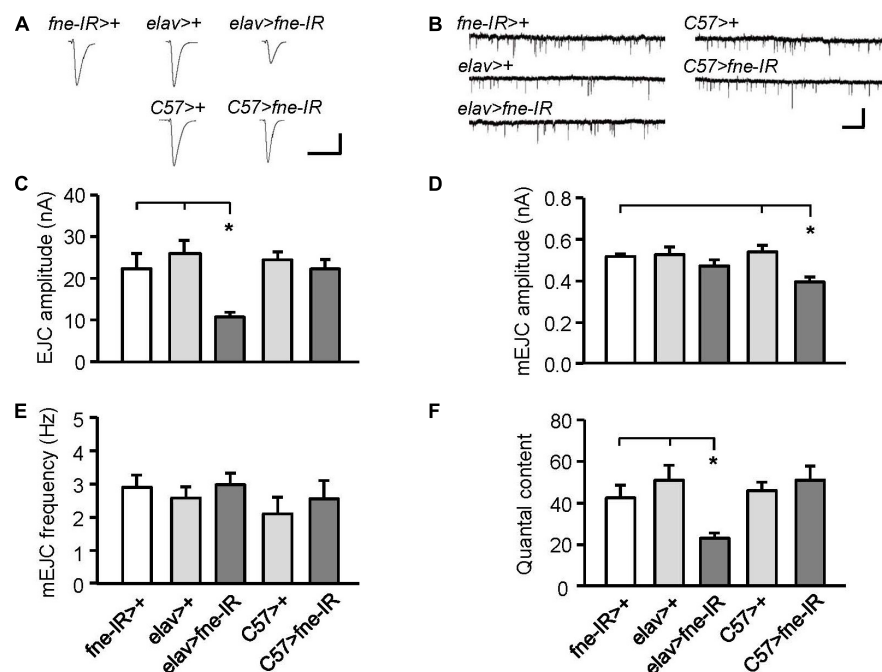 A
fne-IR>+ elav>+ elav>fne-IR
C57>+ C57>fne-IR
B
fne-IR>+ C57>+
elav>+ C57>fne-IR
elav>fne-IR
C
EJC amplitude (nA)
40
30
20
10
0
*
D
mEJC amplitude (nA)
0.8
0.6
0.4
0.2
0.0
*
E
mEJC frequency (Hz)
5
4
3
2
1
0
fne-IR>+
elav>+
elav>fne-IR
C57>+
C57>fne-IR
F
Quantal content
80
60
40
20
0
*
fne-IR>+
elav>+
elav>fne-IR
C57>+
C57>fne-IR